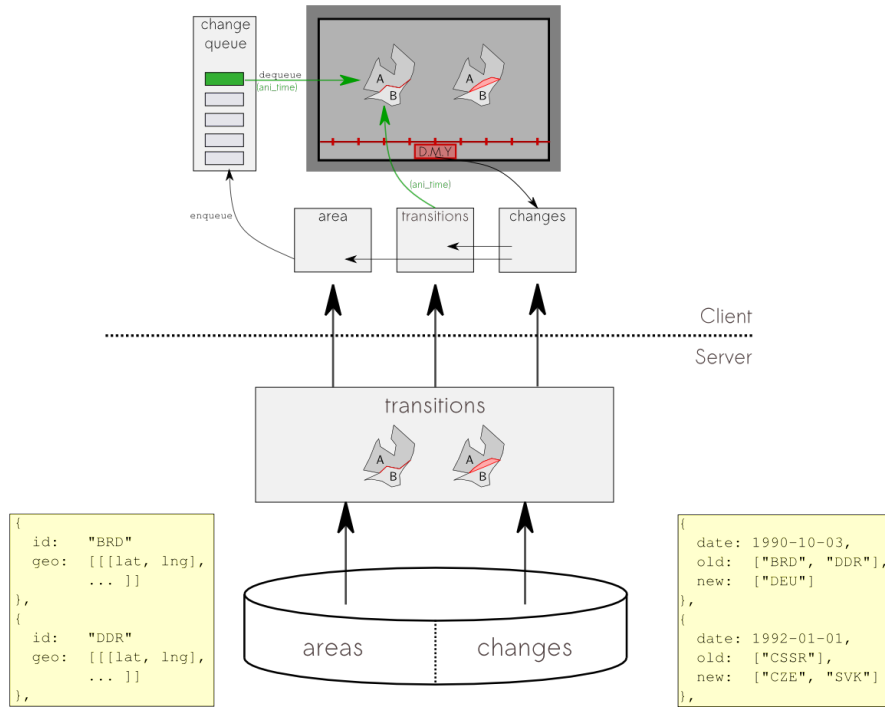 change
queue
dequeue
(ani_time)
A
B
A
B
D.M.Y
(ani_time)
enqueue
area
transitions
changes
Client
Server
transitions
A
B
A
B
{
id: "BRD"
geo: [[[lat, lng],
... ]]
},
{
id: "DDR"
geo: [[[lat, lng],
... ]]
},
areas
changes
{
date: 1990-10-03,
old: ["BRD", "DDR"],
new: ["DEU"]
},
{
date: 1992-01-01,
old: ["CSSR"],
new: ["CZE", "SVK"]
},